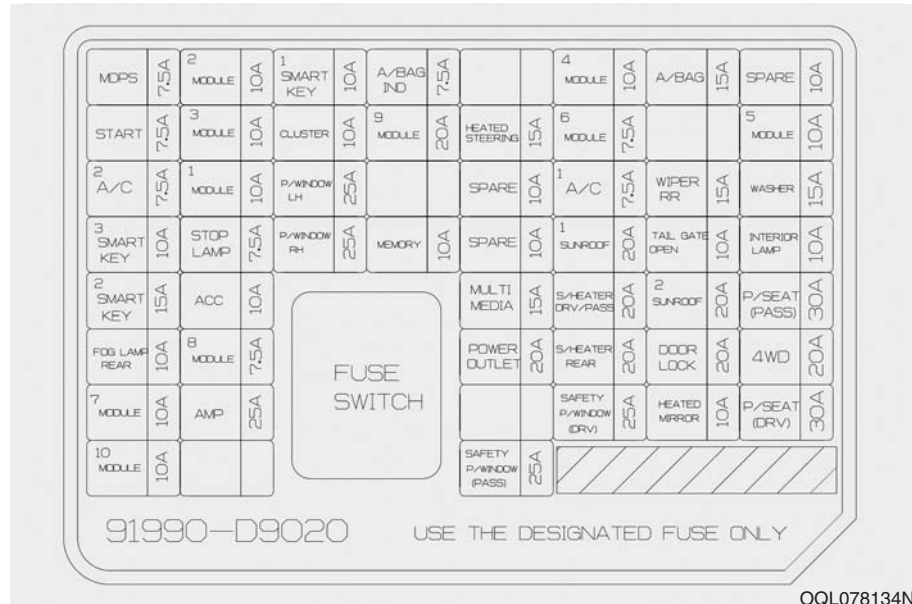 MDPS 7.5A 2 MODULE 10A 1 SMART KEY 10A A/BAG IND 7.5A 4 MODULE 10A A/BAG 15A SPARE 10A
START 7.5A 3 MODULE 10A CLUSTER 10A 9 MODULE 20A HEATED STEERING 15A 6 MODULE 7.5A 5 MODULE 10A
2 A/C 7.5A 1 MODULE 10A P/WINDOW LH 25A SPARE 10A 1 A/C 7.5A WIPER RR 15A WASHER 15A
3 SMART KEY 10A STOP LAMP 7.5A P/WINDOW RH 25A MEMORY 10A SPARE 10A 1 SUNROOF 20A TAIL GATE OPEN 10A INTERIOR LAMP 10A
2 SMART KEY 15A ACC 10A MULTI MEDIA 15A S/HEATER DRV/PASS 20A 2 SUNROOF 20A P/SEAT (PASS) 30A
FOG LAMP REAR 10A 8 MODULE 7.5A POWER OUTLET 20A S/HEATER REAR 20A DOOR LOCK 20A 4WD 20A
FUSE SWITCH
7 MODULE 10A AMP 25A SAFETY P/WINDOW (DRV) 25A HEATED MIRROR 10A P/SEAT (DRV) 30A
10 MODULE 10A SAFETY P/WINDOW (PASS) 25A
91990-D9020 USE THE DESIGNATED FUSE ONLY
OQL078134N